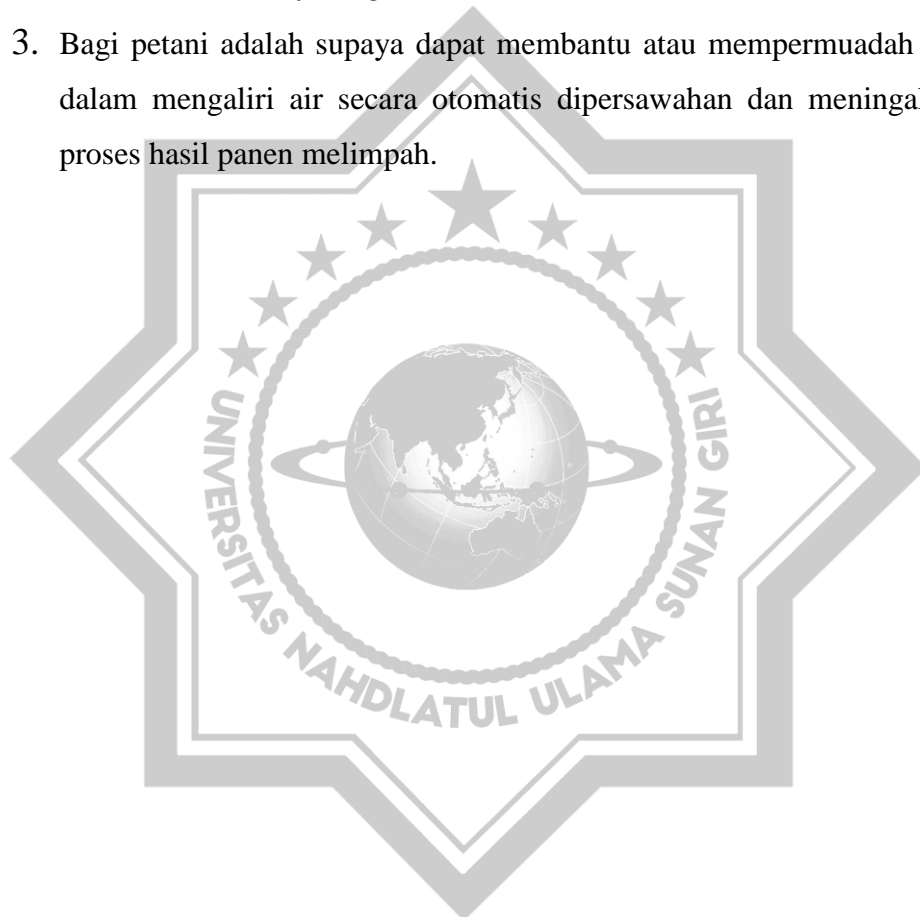 3. Bagi petani adalah supaya dapat membantu atau mempermuadah
dalam mengaliri air secara otomatis dipersawahan dan
proses hasil panen melimpah.
UNIVERSITAS NAHDLATUL ULAMA SUNAN GIRI